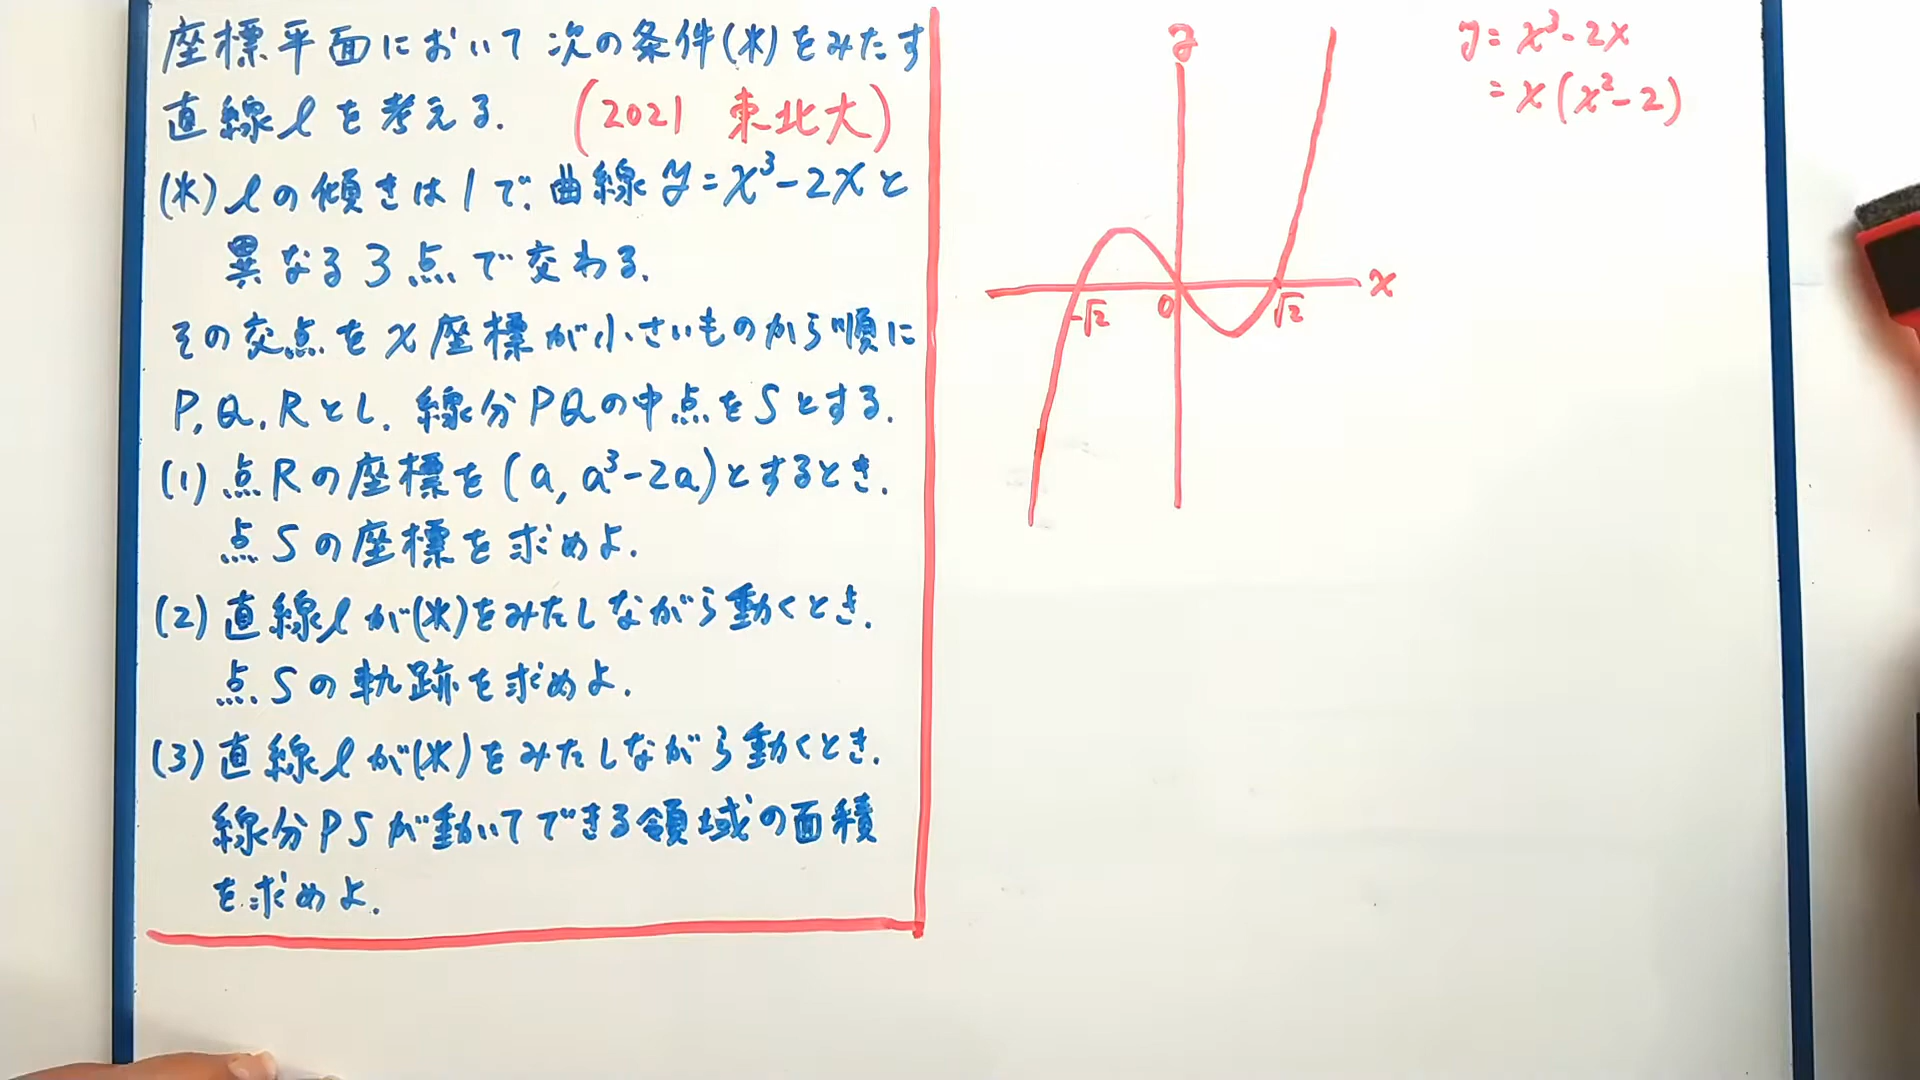 座標平面において次の条件(水)をみたす
直線lを考える. (2021 東北大)
(水)lの傾きは1で、曲線y=x³-2xと
異なる3点で交わる.
その交点をx座標が小さいものから順に
P,Q,Rとし、線分PQの中点をSとする.
(1)点Rの座標を(a, a³-2a)とするとき、
点Sの座標を求めよ.
(2)直線lが(水)をみたしながら動くとき、
点Sの軌跡を求めよ.
(3)直線lが(水)をみたしながら動くとき、
線分PSが動いてできる領域の面積
を求めよ.
y
x
0
-√2
√2
y=x³-2x
=x(x²-2)